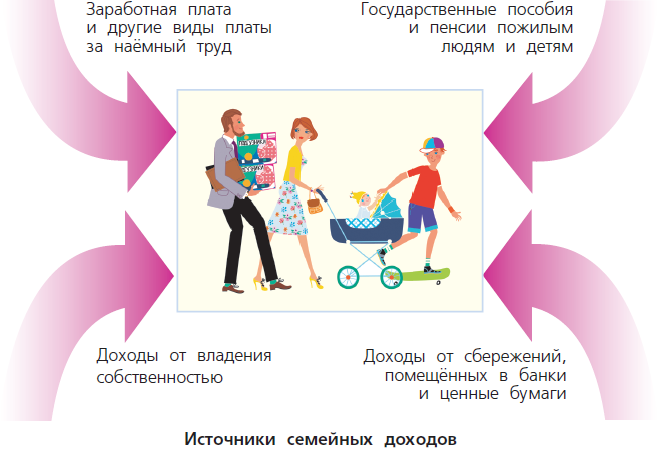 Заработная плата
и другие виды платы
за наёмный труд
Государственные пособия
и пенсии пожилым
людям и детям
Доходы от владения
собственностью
Доходы от сбережений,
помещённых в банки
и ценные бумаги
Источники семейных доходов